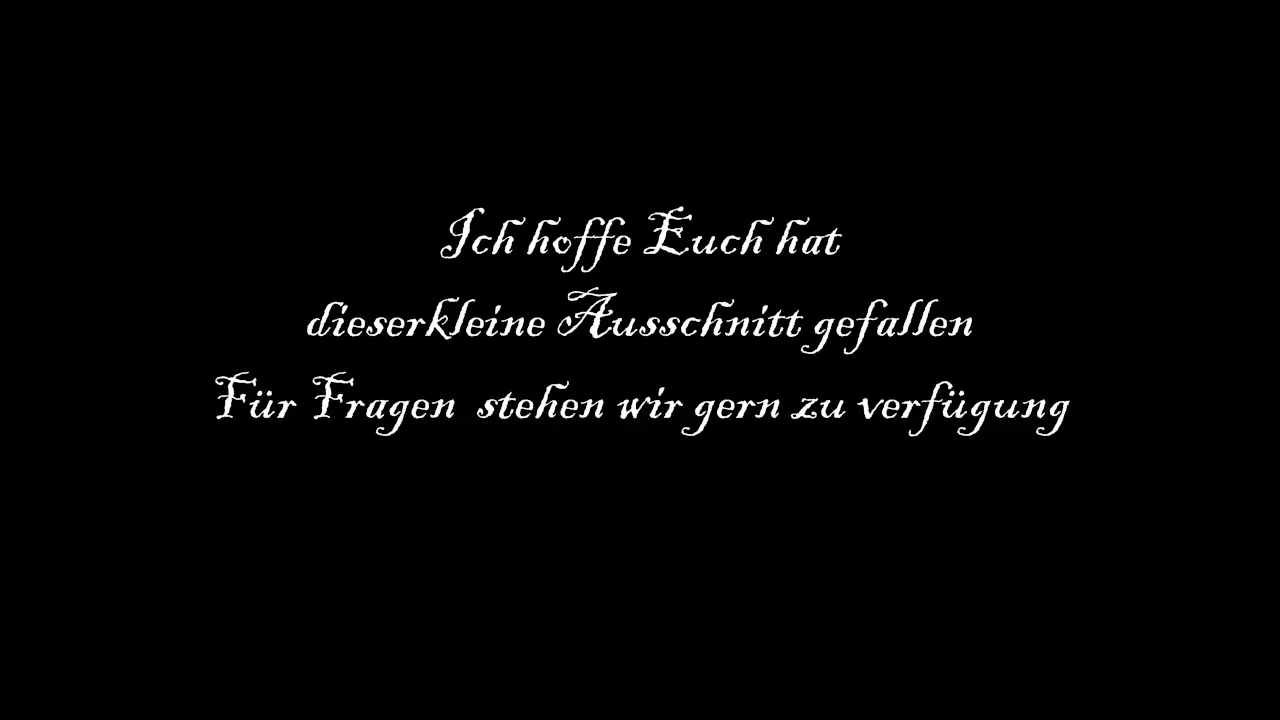 Ich hoffe Euch hat
dieserkleine Ausschnitt gefallen
Für Fragen  stehen wir gern zu verfügung